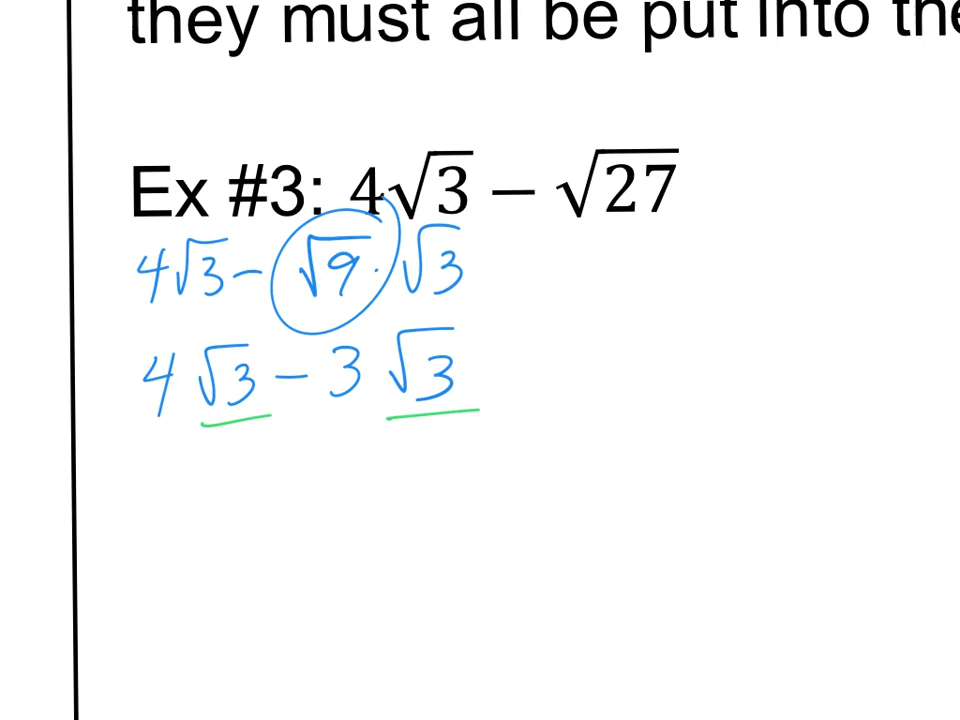 they must all be put into the
Ex #3: 4√3 − √27
4√3 − √9 · √3
4 √3 − 3 √3